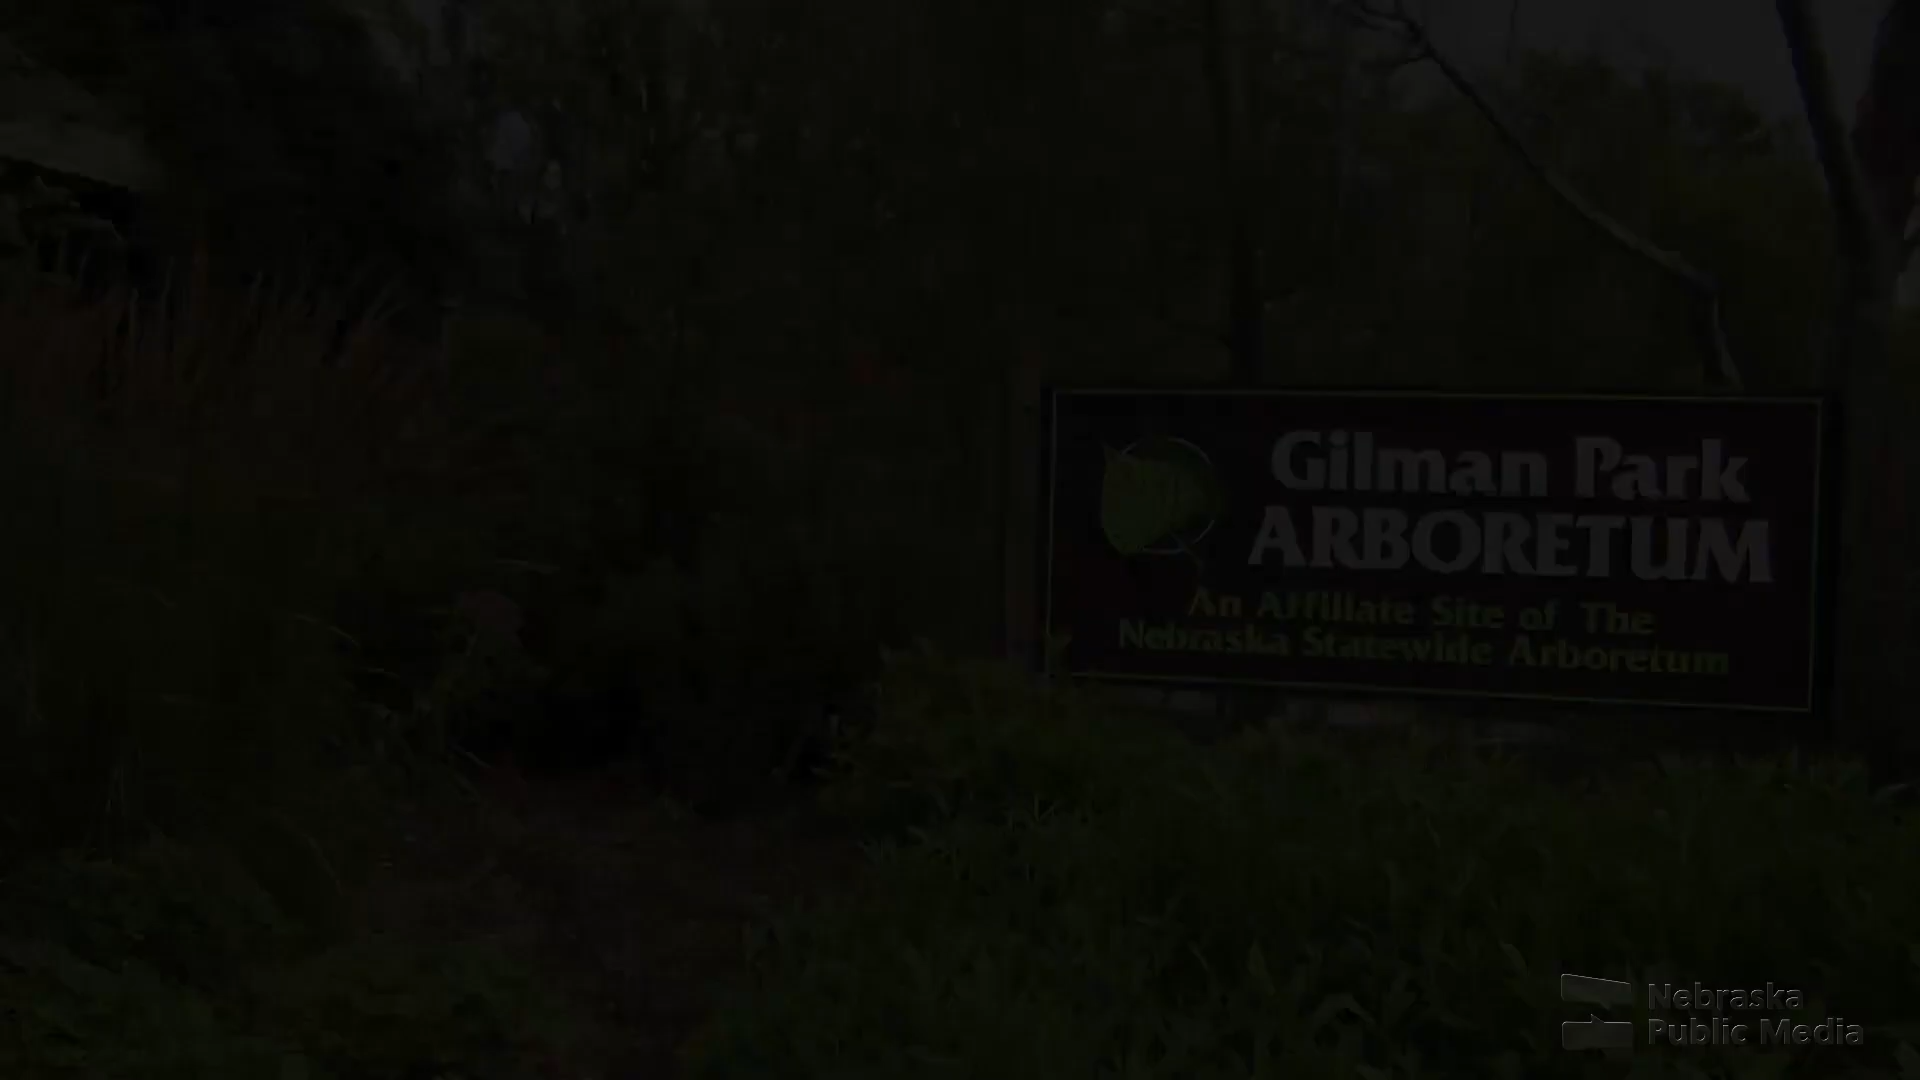 Gilman Park
ARBORETUM
An Affiliate Site of The
Nebraska Statewide Arboretum
Nebraska
Public Media